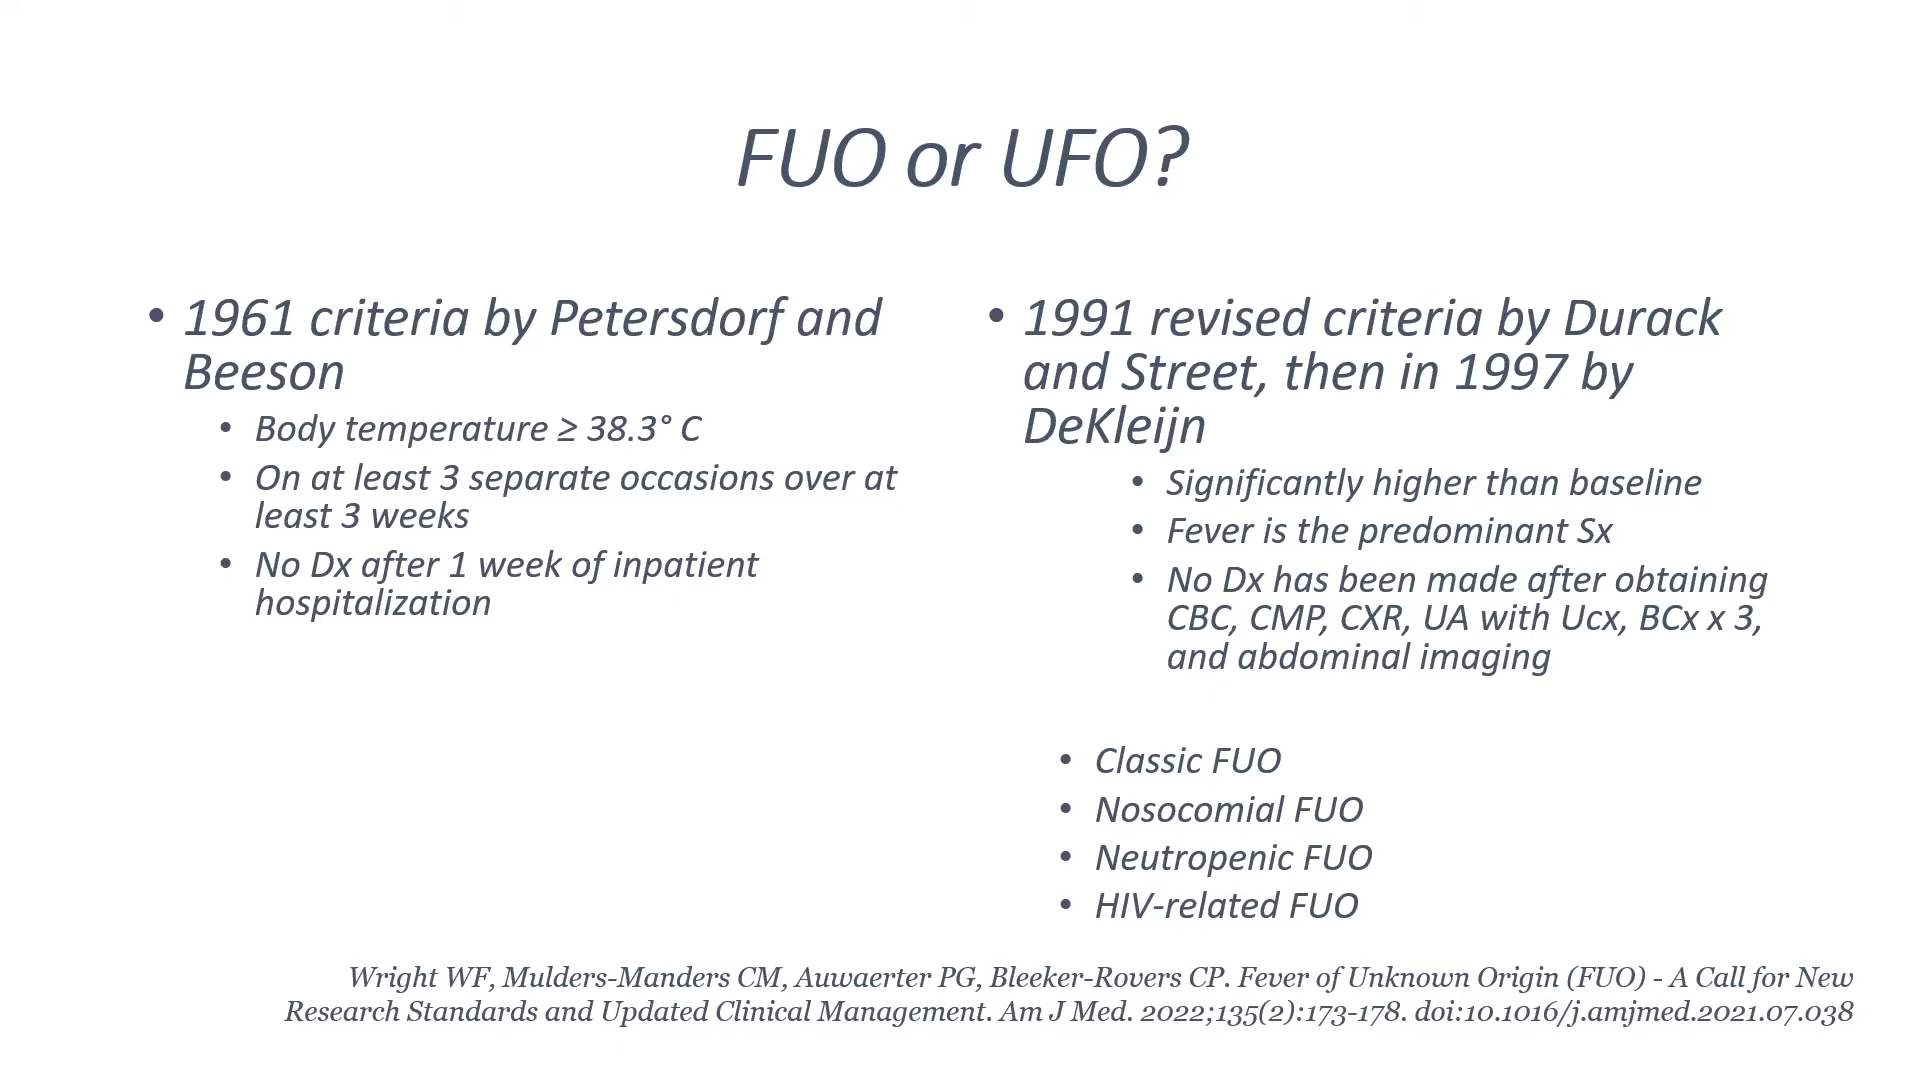 FUO or UFO?
• 1961 criteria by Petersdorf and
Beeson
• Body temperature ≥ 38.3° C
• On at least 3 separate occasions over at
least 3 weeks
• No Dx after 1 week of inpatient
hospitalization
• 1991 revised criteria by Durack
and Street, then in 1997 by
DeKleijn
• Significantly higher than baseline
• Fever is the predominant Sx
• No Dx has been made after obtaining
CBC, CMP, CXR, UA with Ucx, BCx x 3,
and abdominal imaging
• Classic FUO
• Nosocomial FUO
• Neutropenic FUO
• HIV-related FUO
Wright WF, Mulders-Manders CM, Auwaerter PG, Bleeker-Rovers CP. Fever of Unknown Origin (FUO) - A Call for New
Research Standards and Updated Clinical Management. Am J Med. 2022;135(2):173-178. doi:10.1016/j.amjmed.2021.07.038